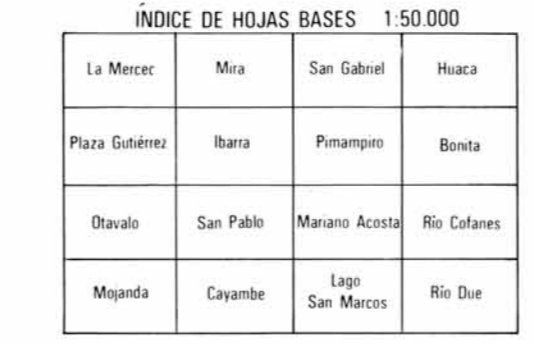 ÍNDICE DE HOJAS BASES 1:50.000
La Mercec Mira San Gabriel Huaca
Plaza Gutiérrez Ibarra Pimampiro Bonita
Otavalo San Pablo Mariano Acosta Río Cofanes
Mojanda Cayambe Lago San Marcos Río Due